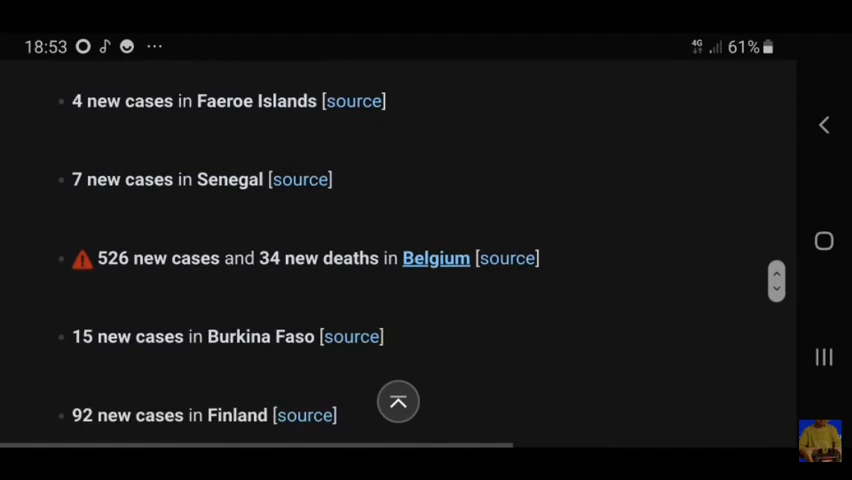 18:53
4G
61%
4 new cases in Faeroe Islands [source]
7 new cases in Senegal [source]
526 new cases and 34 new deaths in Belgium [source]
15 new cases in Burkina Faso [source]
92 new cases in Finland [source]